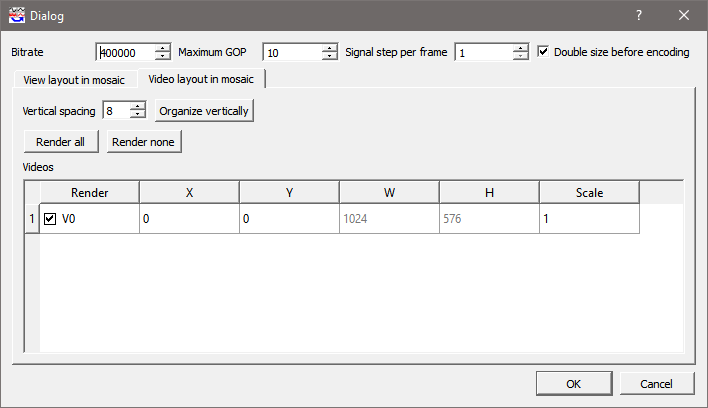 Dialog
Bitrate 400000 Maximum GOP 10 Signal step per frame 1 Double size before encoding
View layout in mosaic Video layout in mosaic
Vertical spacing 8 Organize vertically
Render all Render none
Videos
Render X Y W H Scale
1 V0 0 0 1024 576 1
OK Cancel